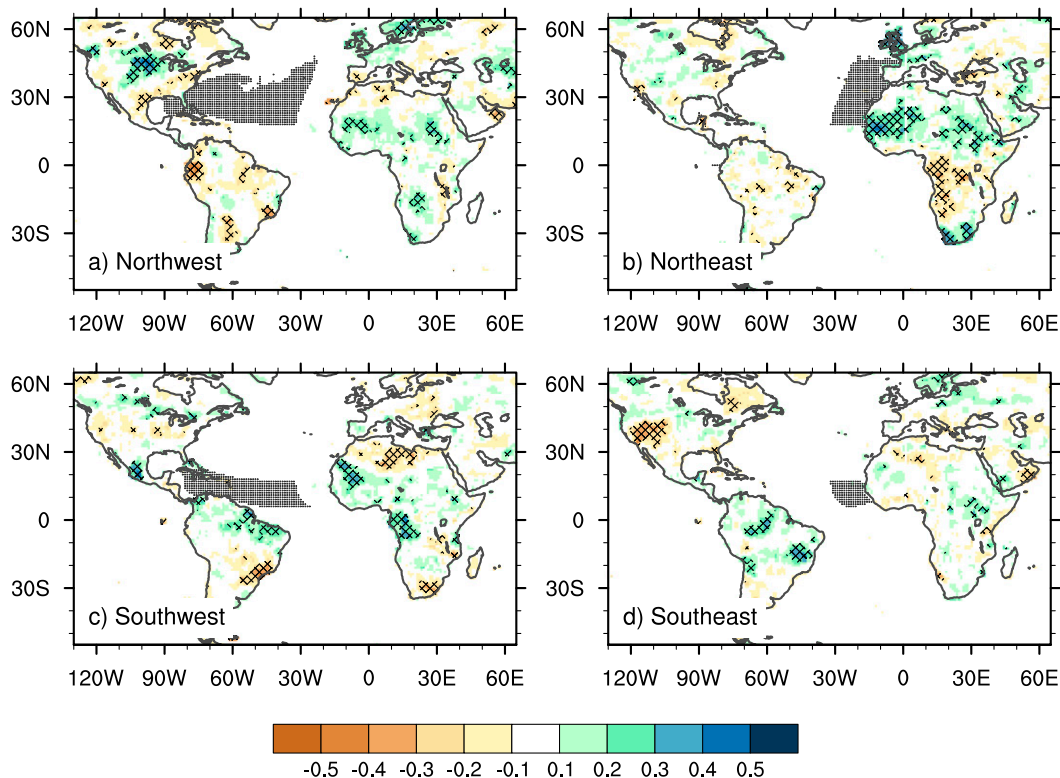 60N
30N
0
30S
a) Northwest
120W 90W 60W 30W 0 30E 60E
60N
30N
0
30S
b) Northeast
120W 90W 60W 30W 0 30E 60E
60N
30N
0
30S
c) Southwest
120W 90W 60W 30W 0 30E 60E
60N
30N
0
30S
d) Southeast
120W 90W 60W 30W 0 30E 60E
-0.5 -0.4 -0.3 -0.2 -0.1 0.1 0.2 0.3 0.4 0.5